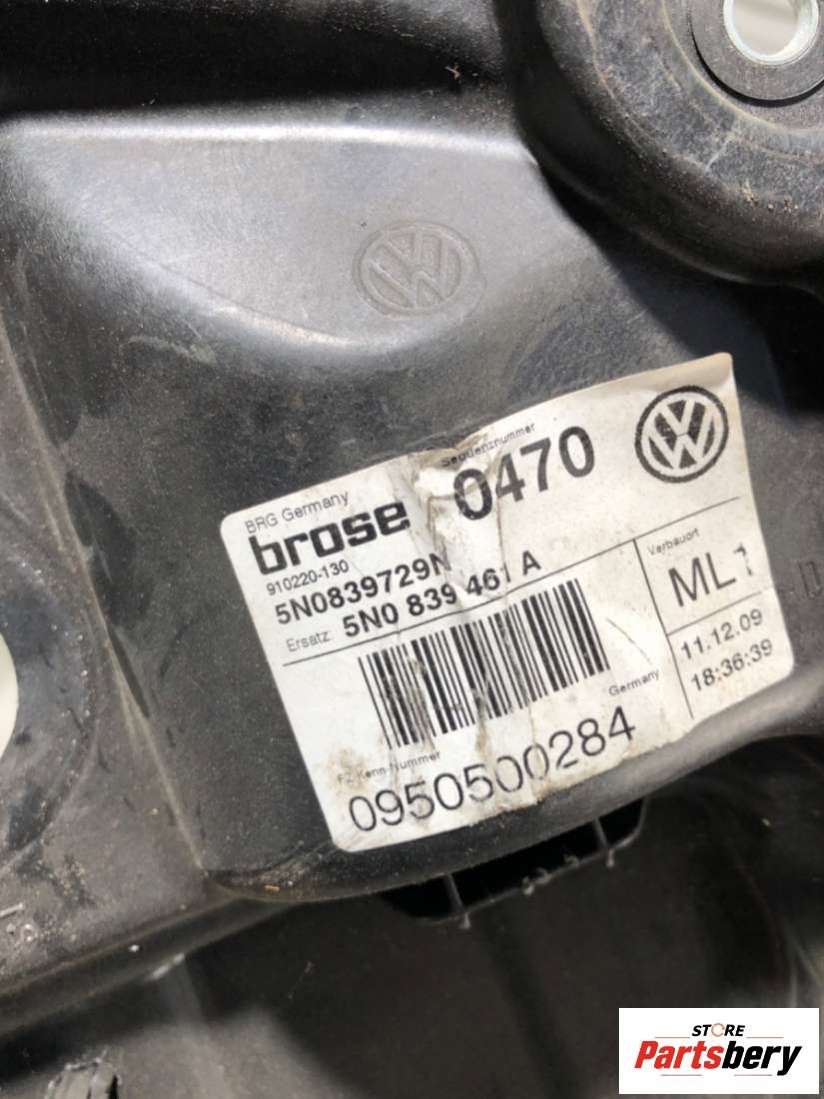 BRG Germany
brose
Sequenznummer
0470
910220-130
5N0839729N
Ersatz: 5N0 839 461 A
Verbauort
ML1
11.12.09
18:36:39
Germany
FZ Kenn-Nummer
0950500284
STORE
Partsbery